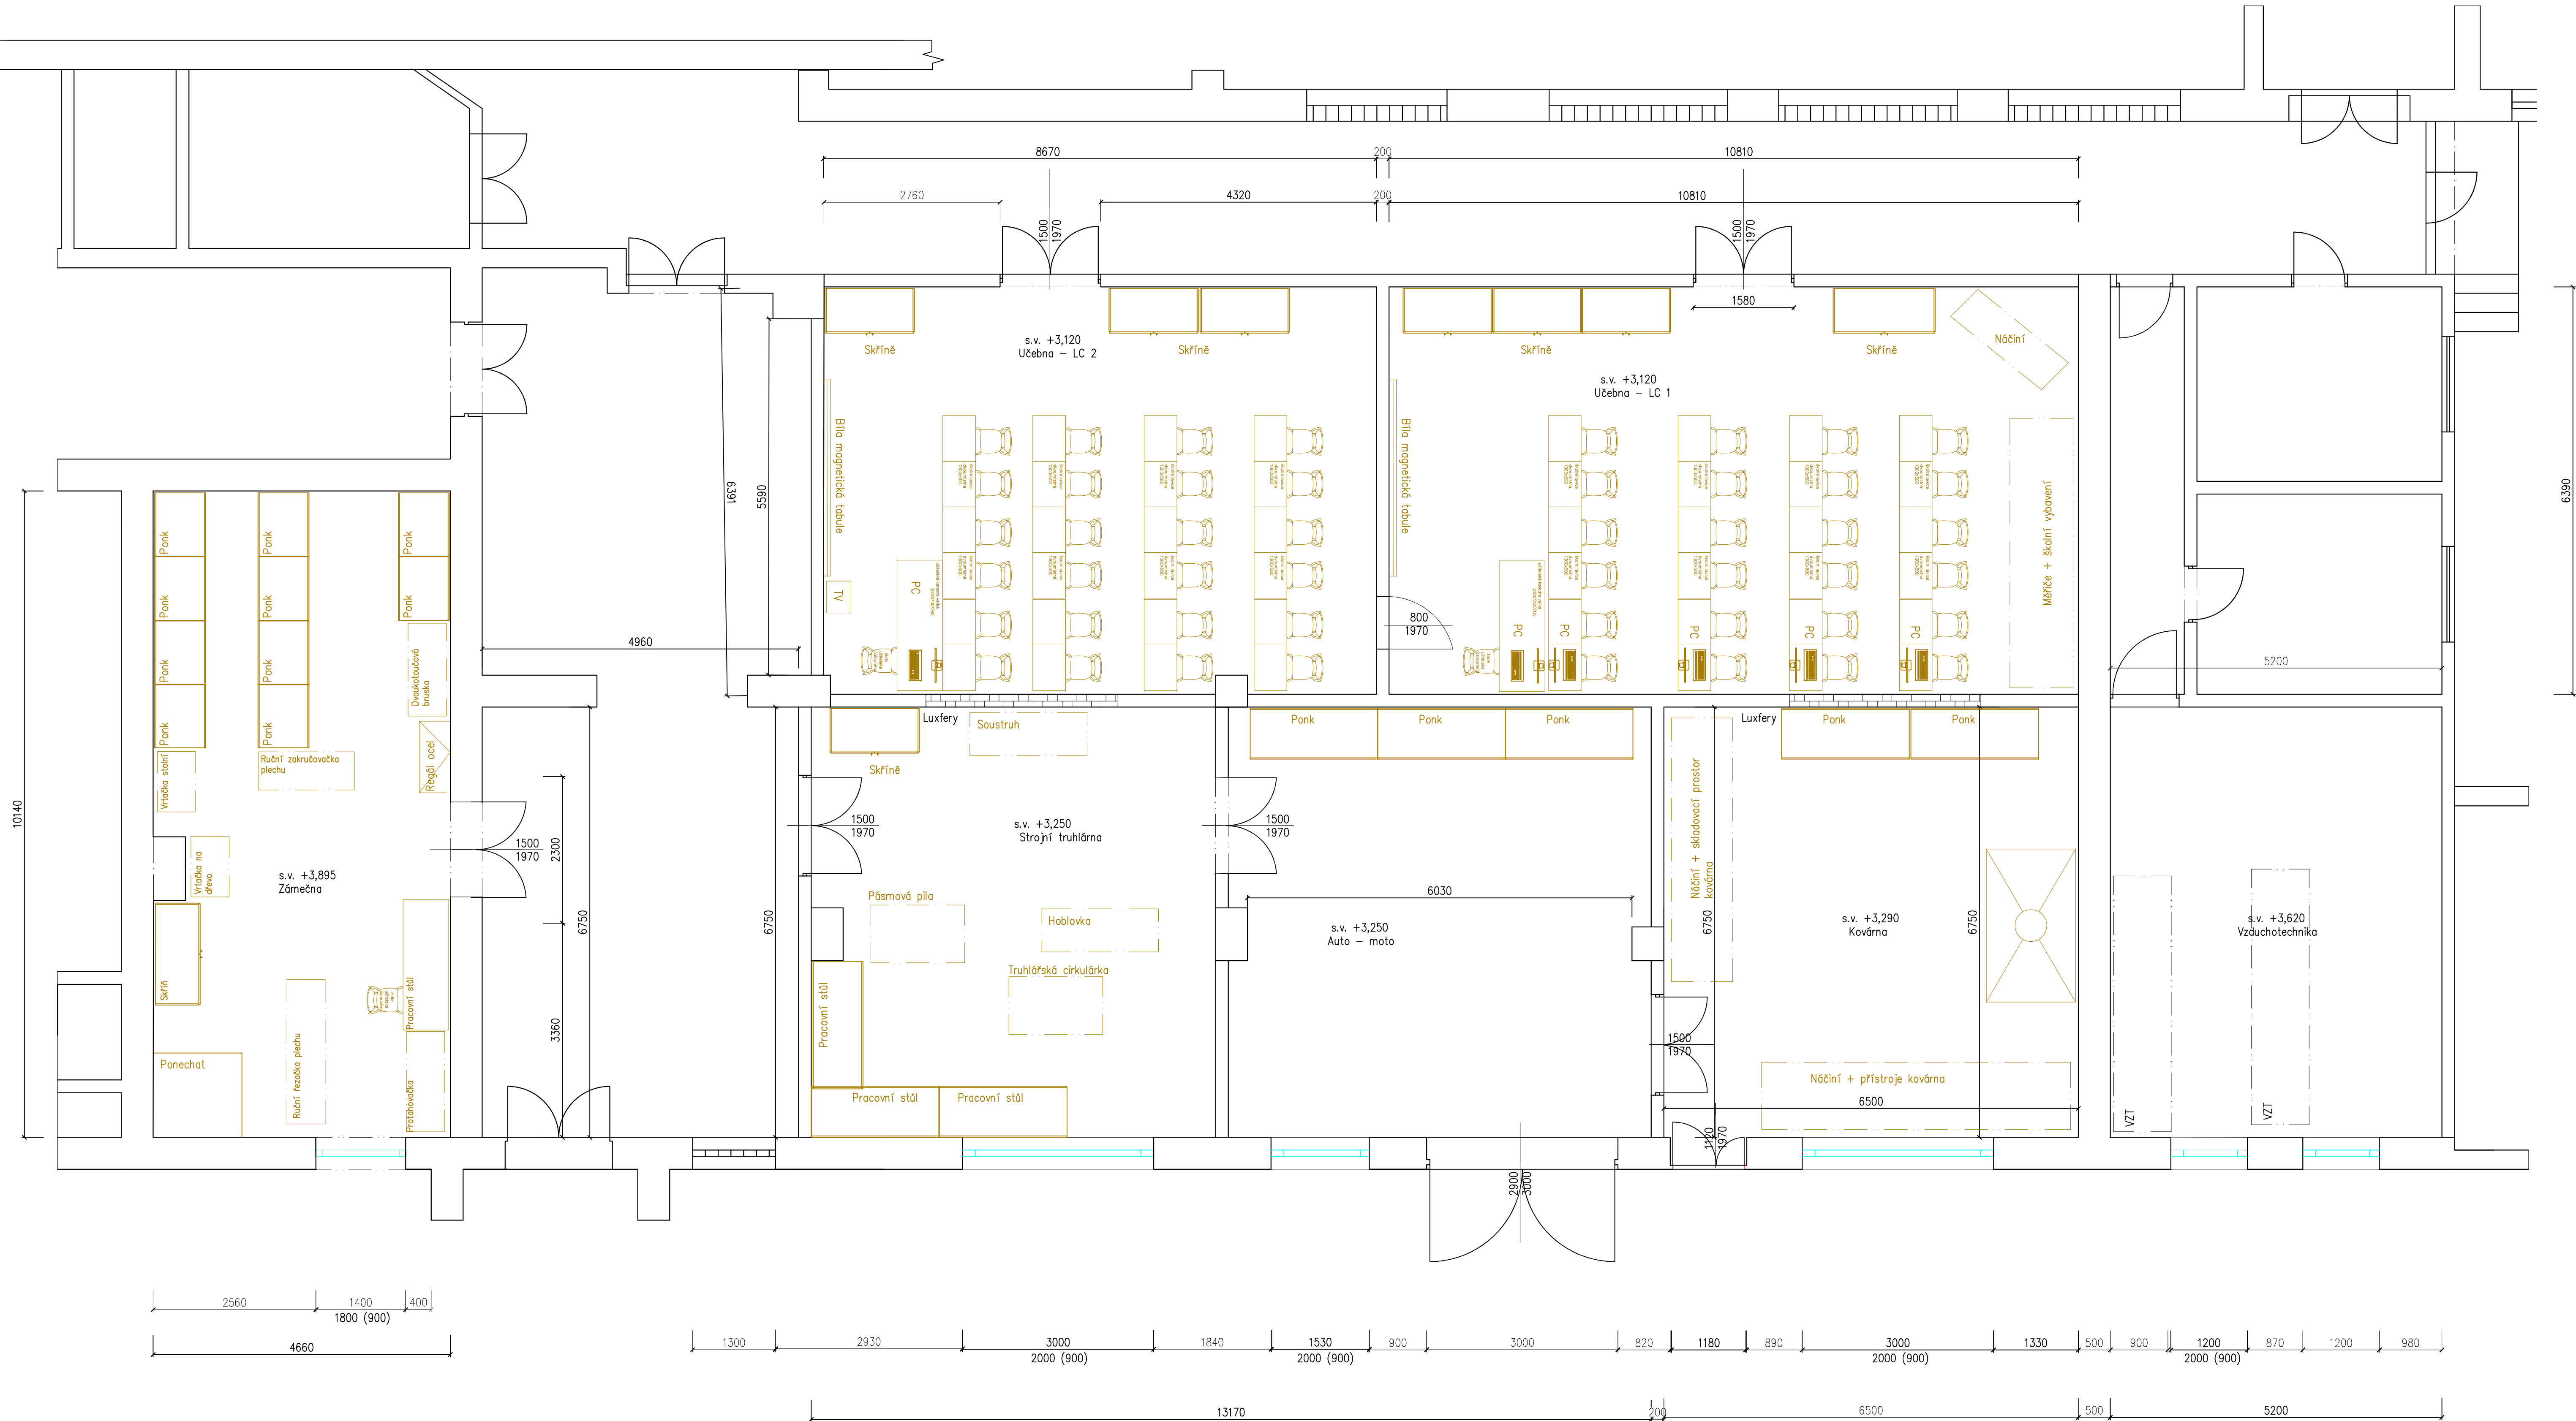 8670
200
10810
2760
4320
200
10810
1500
1970
1500
1970
1580
Skříně
Skříně
s.v. +3,120
Učebna – LC 2
Skříně
Skříně
Náčiní
s.v. +3,120
Učebna – LC 1
Bíla magnetická tabule
TV
PC
Bíla magnetická tabule
PC
PC
PC
PC
PC
Měřiče + školní vybavení
800
1970
6391
5590
4960
6390
5200
10140
Ponk
Ponk
Ponk
Ponk
Ponk
Ponk
Ponk
Ponk
Ponk
Ponk
Dvoukotoučová
bruska
Regál ocel
Vrtačka stolní
Ruční zakručovačka
plechu
Vrtačka na
dřevo
s.v. +3,895
Zámečna
Skříň
Ponechat
Ruční řezačka plechu
Pracovní stůl
Protahovačka
1500
1970
2300
3360
6750
6750
Luxfery
Soustruh
Skříně
1500
1970
s.v. +3,250
Strojní truhlárna
Pásmová pila
Hoblovka
Truhlářská cirkulárka
Pracovní stůl
Pracovní stůl
Pracovní stůl
1500
1970
Ponk
Ponk
Ponk
6030
s.v. +3,250
Auto – moto
2900
3000
Luxfery
Ponk
Ponk
Náčiní + skladovací prostor
kovárna
6750
s.v. +3,290
Kovárna
6750
1500
1970
Náčiní + přístroje kovárna
6500
1120
1970
s.v. +3,620
Vzduchotechnika
VZT
VZT
2560
1400
400
1800 (900)
4660
1300
2930
3000
1840
1530
900
3000
820
1180
890
3000
1330
500
900
1200
870
1200
980
2000 (900)
2000 (900)
2000 (900)
2000 (900)
13170
200
6500
500
5200